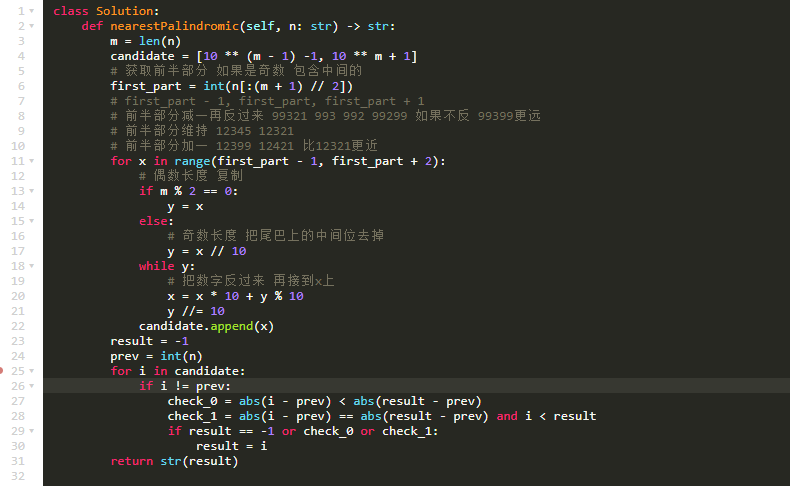 1 class Solution:
2 def nearestPalindromic(self, n: str) -> str:
3 m = len(n)
4 candidate = [10 ** (m - 1) -1, 10 ** m + 1]
5 # 获取前半部分 如果是奇数 包含中间的
6 first_part = int(n[:(m + 1) // 2])
7 # first_part - 1, first_part, first_part + 1
8 # 前半部分减一再反过来 99321 993 992 99299 如果不反 99399更远
9 # 前半部分维持 12345 12321
10 # 前半部分加一 12399 12421 比12321更近
11 for x in range(first_part - 1, first_part + 2):
12 # 偶数长度 复制
13 if m % 2 == 0:
14 y = x
15 else:
16 # 奇数长度 把尾巴上的中间位去掉
17 y = x // 10
18 while y:
19 # 把数字反过来 再接到x上
20 x = x * 10 + y % 10
21 y //= 10
22 candidate.append(x)
23 result = -1
24 prev = int(n)
25 for i in candidate:
26 if i != prev:
27 check_0 = abs(i - prev) < abs(result - prev)
28 check_1 = abs(i - prev) == abs(result - prev) and i < result
29 if result == -1 or check_0 or check_1:
30 result = i
31 return str(result)
32